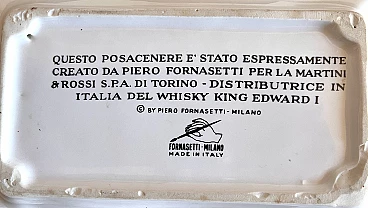 QUESTO POSACENERE E' STATO ESPRESSAMENTE
CREATO DA PIERO FORNASETTI PER LA MARTINI
& ROSSI S.P.A. DI TORINO - DISTRIBUTRICE IN
ITALIA DEL WHISKY KING EDWARD I
© BY PIERO FORNASETTI - MILANO
FORNASETTI - MILANO
MADE IN ITALY